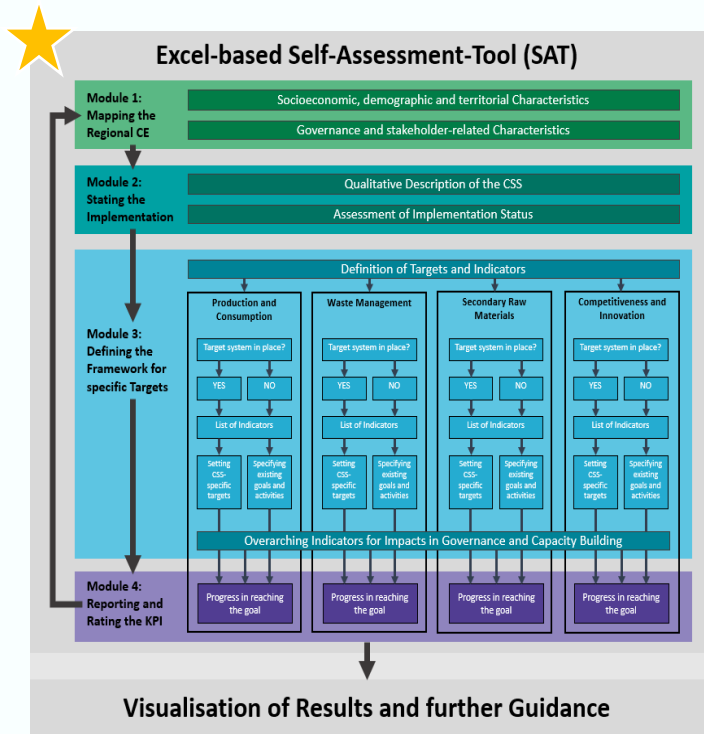 Excel-based Self-Assessment-Tool (SAT)
Module 1:
Mapping the
Regional CE
Socioeconomic, demographic and territorial Characteristics
Governance and stakeholder-related Characteristics
Module 2:
Stating the
Implementation
Qualitative Description of the CSS
Assessment of Implementation Status
Module 3:
Defining the
Framework for
specific Targets
Definition of Targets and Indicators
Production and
Consumption
Target system in place?
YES
NO
List of Indicators
Setting
CSS-
specific
targets
Specifying
existing
goals and
activities
Waste Management
Target system in place?
YES
NO
List of Indicators
Setting
CSS-
specific
targets
Specifying
existing
goals and
activities
Secondary Raw
Materials
Target system in place?
YES
NO
List of Indicators
Setting
CSS-
specific
targets
Specifying
existing
goals and
activities
Competitiveness and
Innovation
Target system in place?
YES
NO
List of Indicators
Setting
CSS-
specific
targets
Specifying
existing
goals and
activities
Overarching Indicators for Impacts in Governance and Capacity Building
Module 4:
Reporting and
Rating the KPI
Progress in reaching
the goal
Progress in reaching
the goal
Progress in reaching
the goal
Progress in reaching
the goal
Visualisation of Results and further Guidance